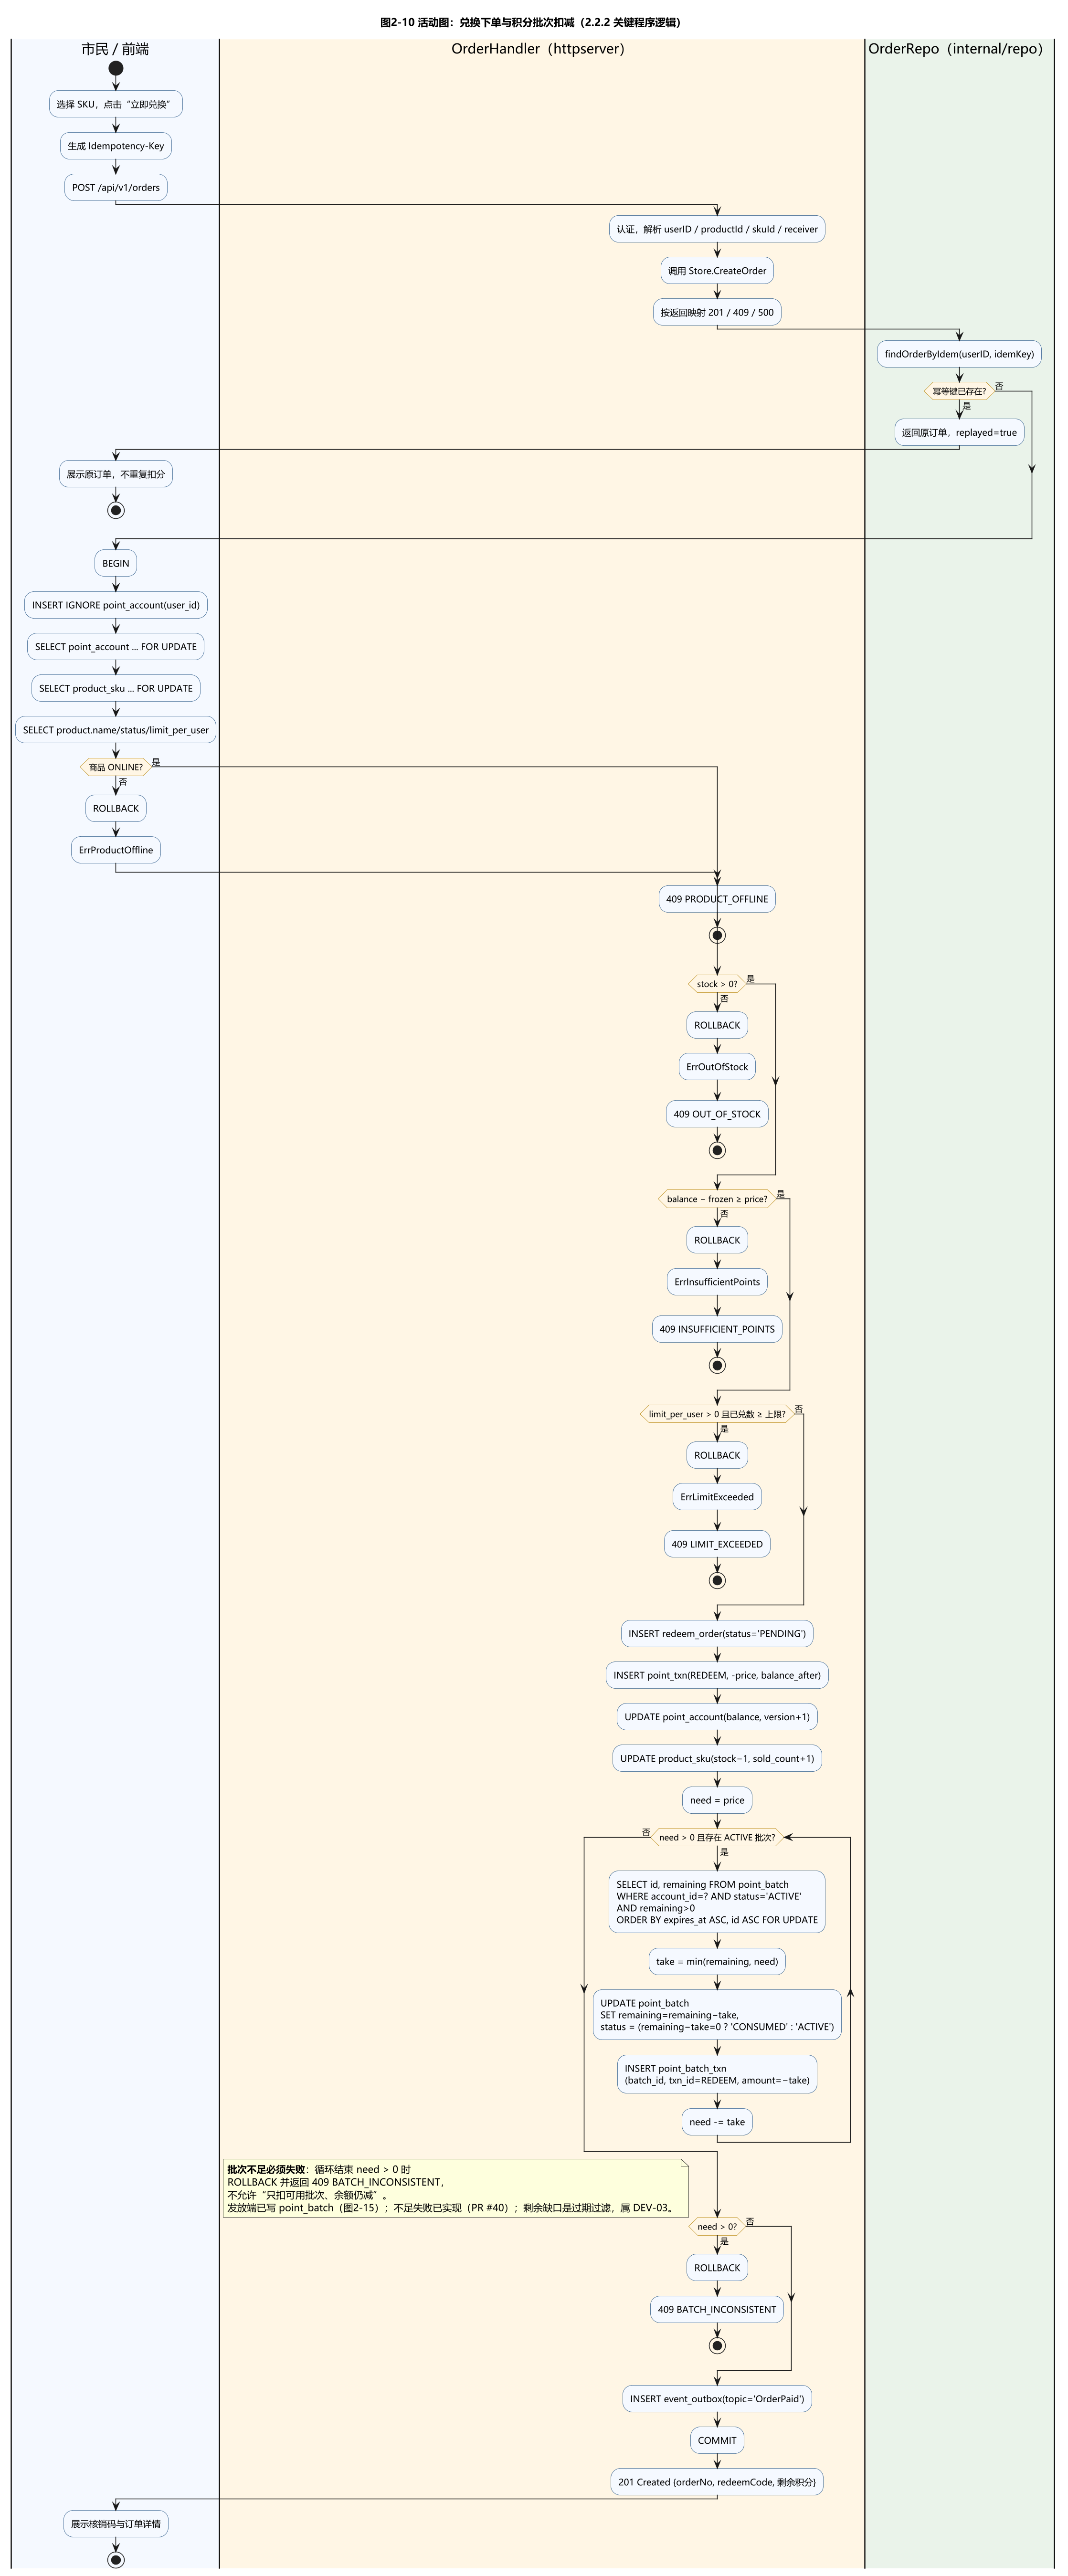 图2-10 活动图：兑换下单与积分批次扣减（2.2.2 关键程序逻辑）
市民 / 前端
OrderHandler（httpserver）
OrderRepo（internal/repo）
选择 SKU，点击“立即兑换”
生成 Idempotency-Key
POST /api/v1/orders
认证，解析 userID / productId / skuId / receiver
调用 Store.CreateOrder
按返回映射 201 / 409 / 500
findOrderByIdem(userID, idemKey)
幂等键已存在?
否
是
返回原订单，replayed=true
展示原订单，不重复扣分
BEGIN
INSERT IGNORE point_account(user_id)
SELECT point_account ... FOR UPDATE
SELECT product_sku ... FOR UPDATE
SELECT product.name/status/limit_per_user
商品 ONLINE?
是
否
ROLLBACK
ErrProductOffline
409 PRODUCT_OFFLINE
stock > 0?
是
否
ROLLBACK
ErrOutOfStock
409 OUT_OF_STOCK
balance − frozen ≥ price?
是
否
ROLLBACK
ErrInsufficientPoints
409 INSUFFICIENT_POINTS
limit_per_user > 0 且已兑数 ≥ 上限?
否
是
ROLLBACK
ErrLimitExceeded
409 LIMIT_EXCEEDED
INSERT redeem_order(status='PENDING')
INSERT point_txn(REDEEM, -price, balance_after)
UPDATE point_account(balance, version+1)
UPDATE product_sku(stock−1, sold_count+1)
need = price
否
need > 0 且存在 ACTIVE 批次?
是
SELECT id, remaining FROM point_batch
WHERE account_id=? AND status='ACTIVE'
AND remaining>0
ORDER BY expires_at ASC, id ASC FOR UPDATE
take = min(remaining, need)
UPDATE point_batch
SET remaining=remaining−take,
status = (remaining−take=0 ? 'CONSUMED' : 'ACTIVE')
INSERT point_batch_txn
(batch_id, txn_id=REDEEM, amount=−take)
need -= take
批次不足必须失败：循环结束 need > 0 时
ROLLBACK 并返回 409 BATCH_INCONSISTENT，
不允许“只扣可用批次、余额仍减”。
发放端已写 point_batch（图2-15）；不足失败已实现（PR #40）；剩余缺口是过期过滤，属 DEV-03。
need > 0?
否
是
ROLLBACK
409 BATCH_INCONSISTENT
INSERT event_outbox(topic='OrderPaid')
COMMIT
201 Created {orderNo, redeemCode, 剩余积分}
展示核销码与订单详情